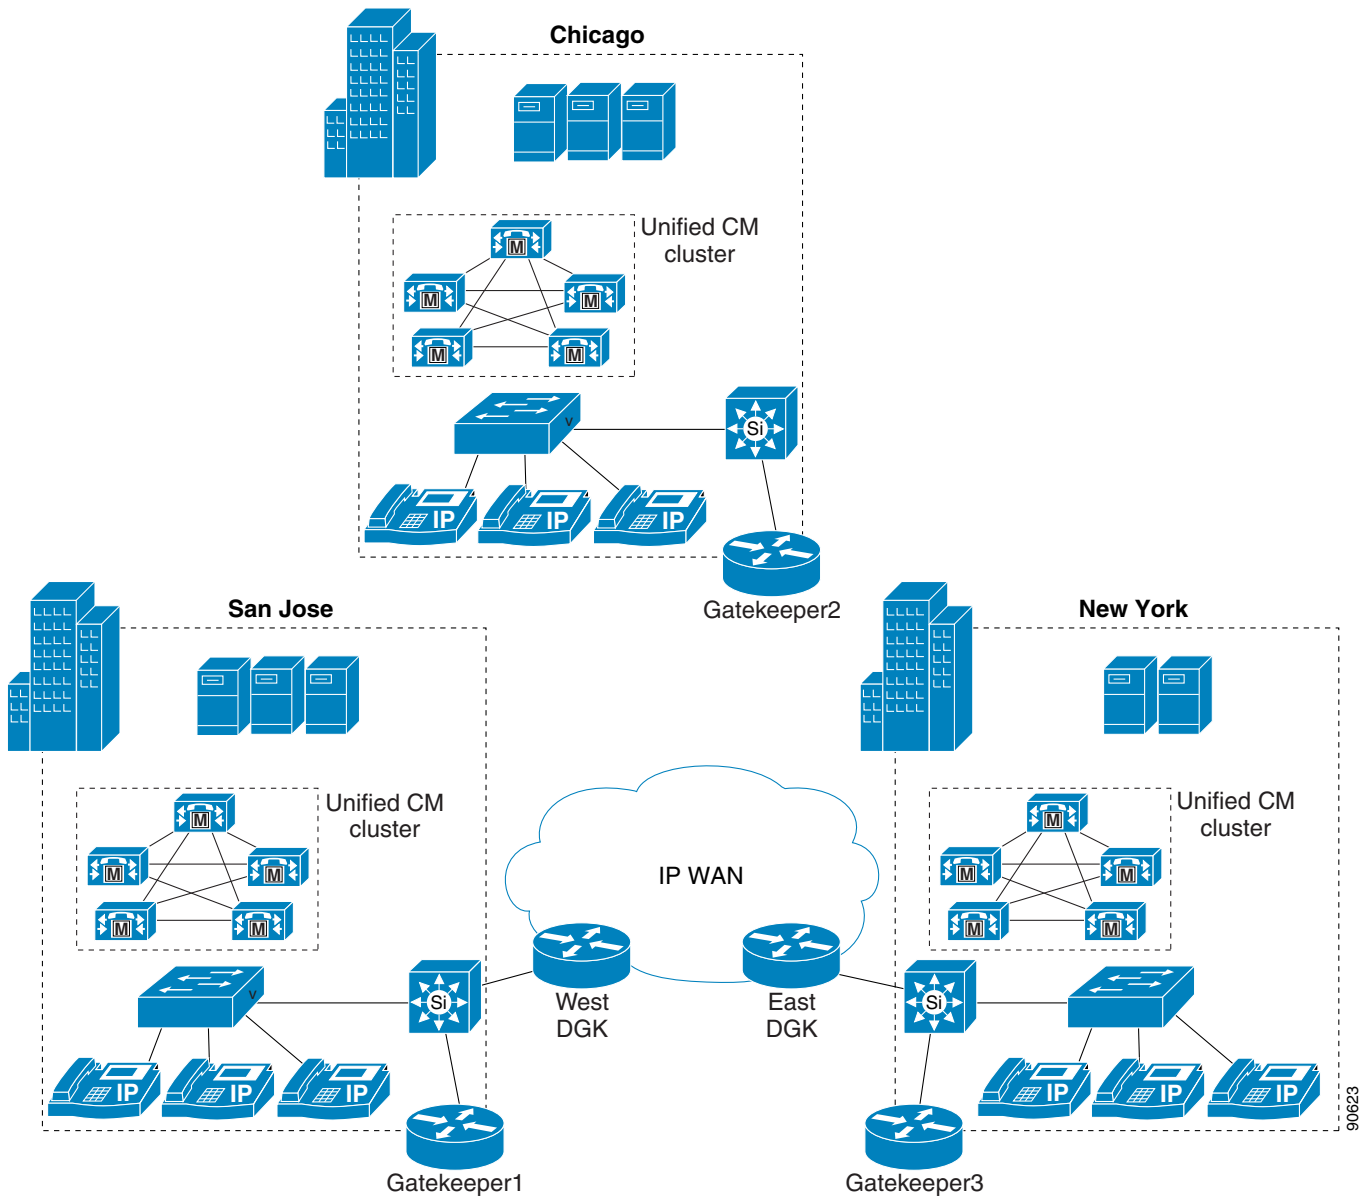 Chicago
Unified CM
cluster
M
M
M
M
M
v
Si
IP
IP
IP
Gatekeeper2
San Jose
New York
Unified CM
cluster
M
M
M
M
M
Unified CM
cluster
M
M
M
M
M
IP WAN
v
Si
West
DGK
East
DGK
Si
IP
IP
IP
IP
IP
IP
Gatekeeper1
Gatekeeper3
90623